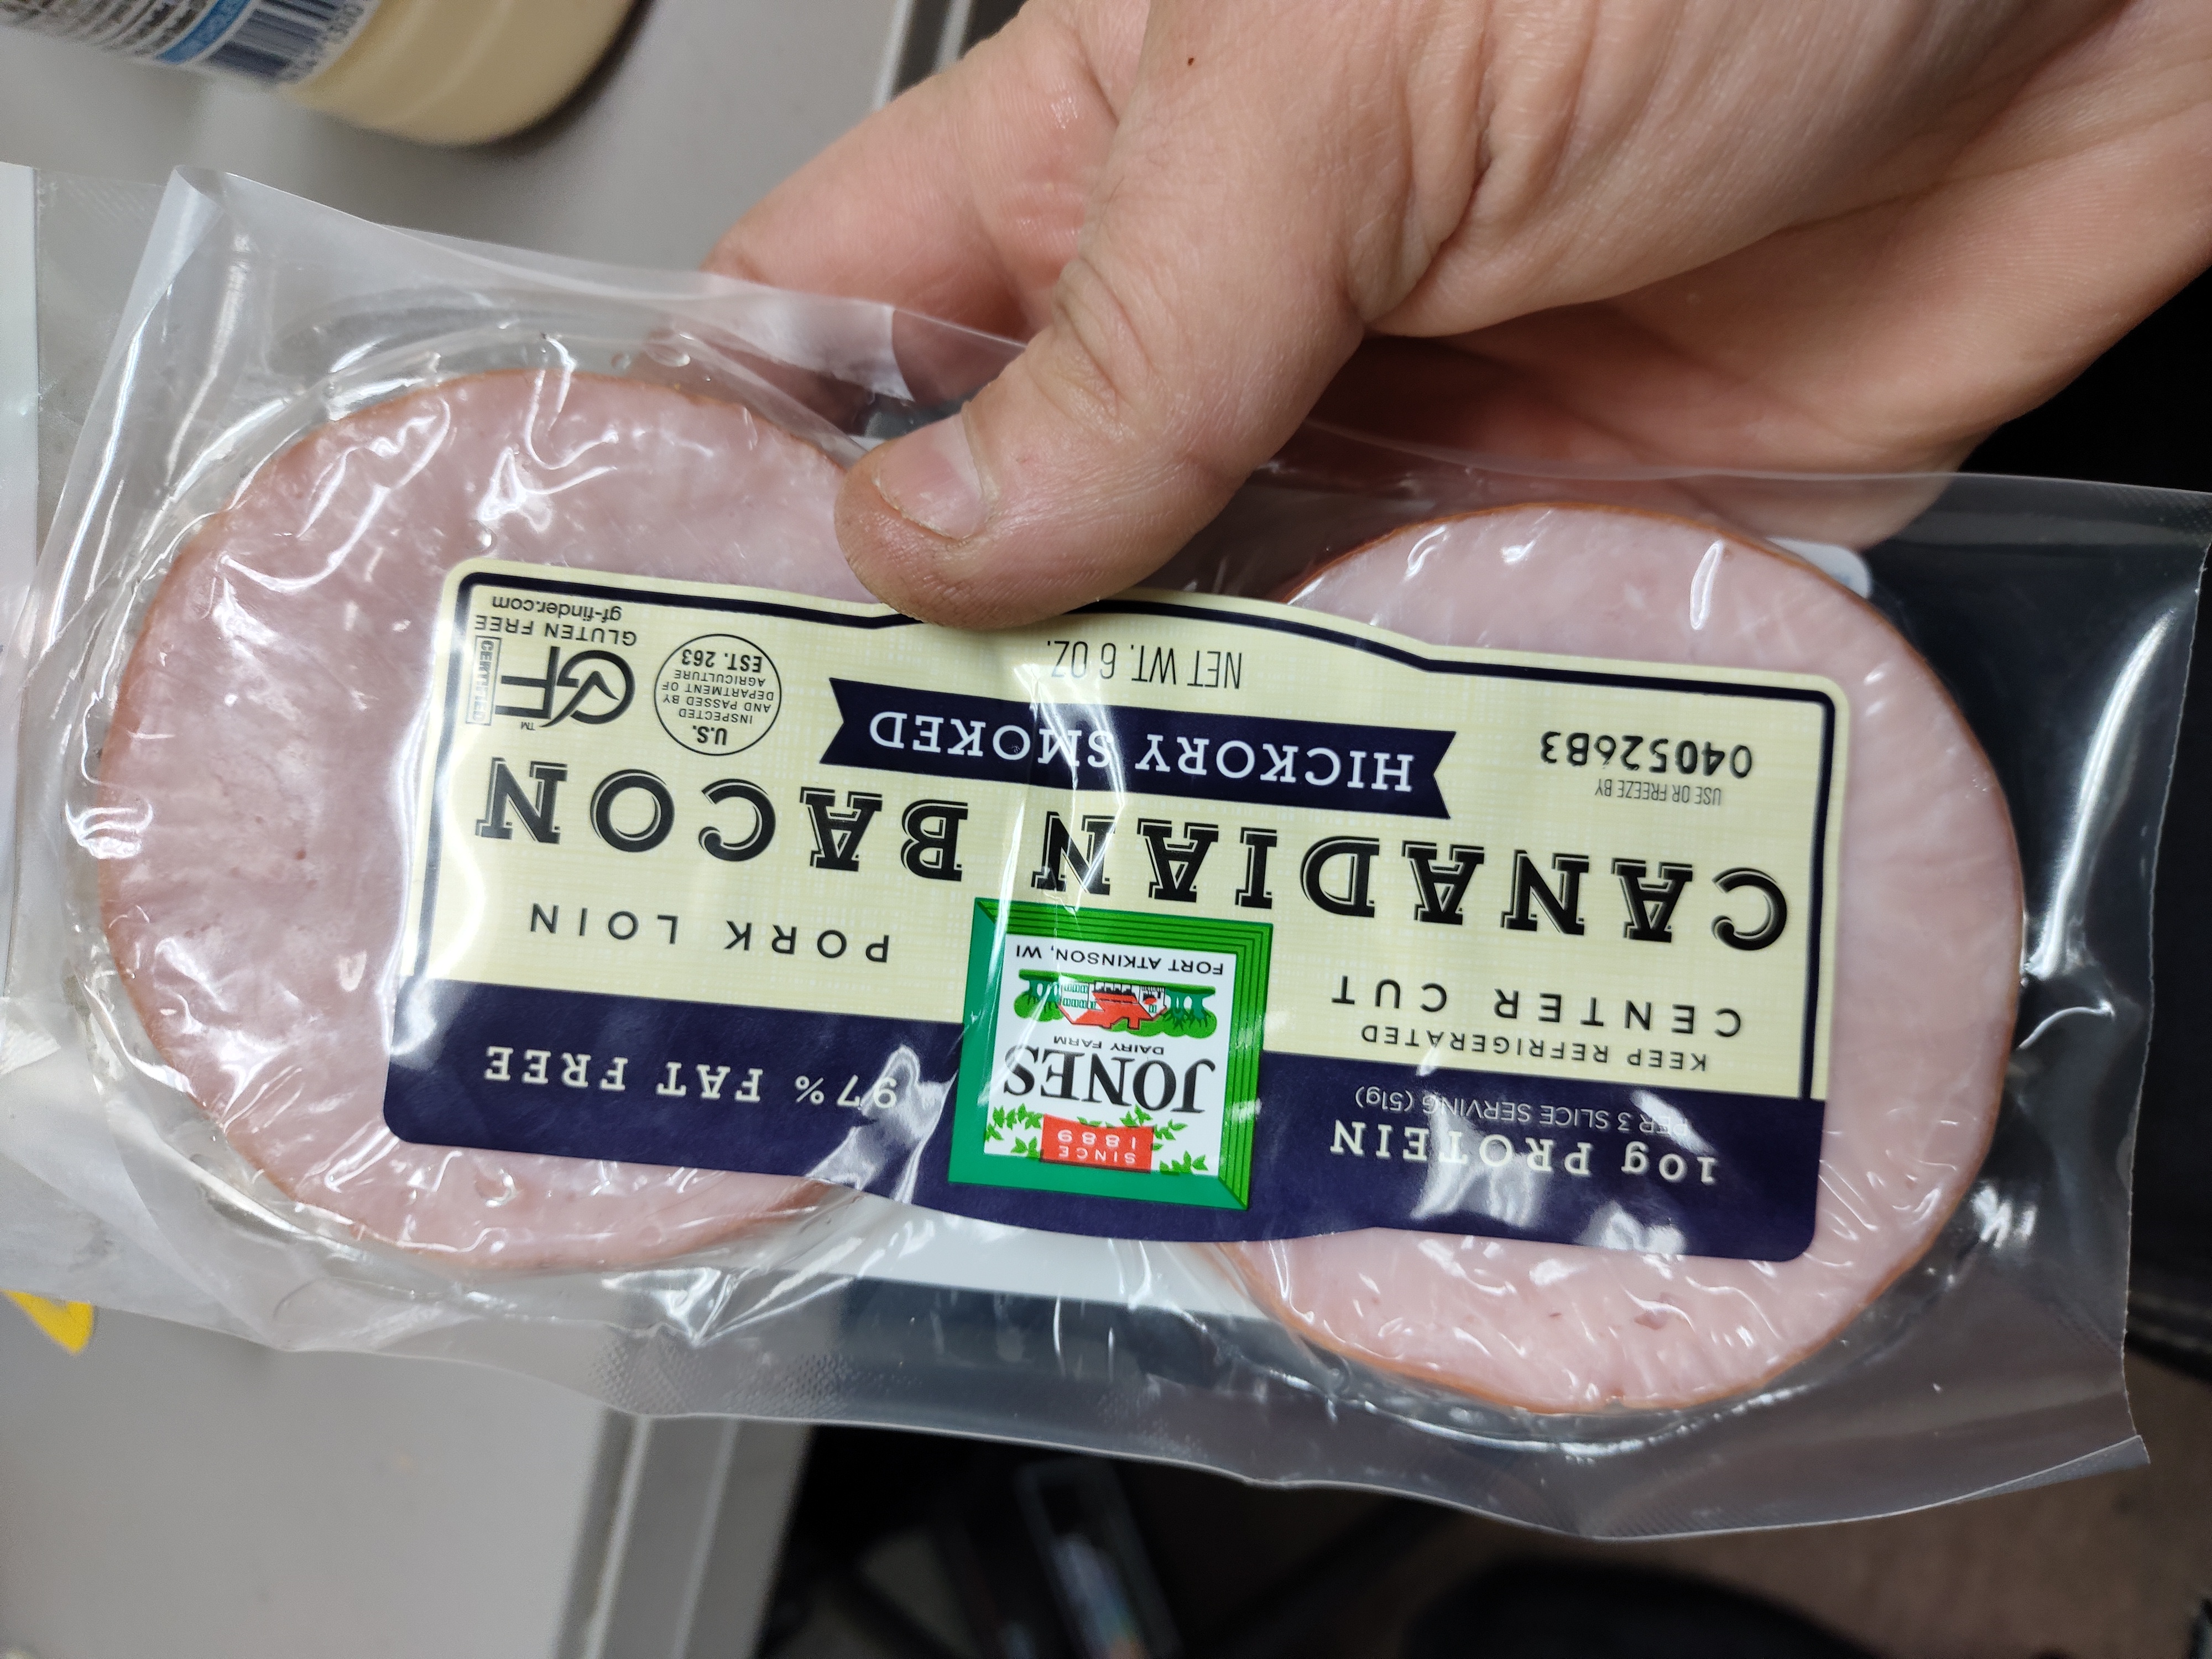 10g PROTEIN
PER 3 SLICE SERVING (51g)
KEEP REFRIGERATED
SINCE
1889
JONES
DAIRY FARM
FORT ATKINSON, WI
97% FAT FREE
CENTER CUT
PORK LOIN
CANADIAN BACON
USE OR FREEZE BY
040526B3
HICKORY SMOKED
NET WT. 6 OZ.
U.S.
INSPECTED
AND PASSED BY
DEPARTMENT OF
AGRICULTURE
EST. 263
GF™
CERTIFIED
GLUTEN FREE
gf-finder.com